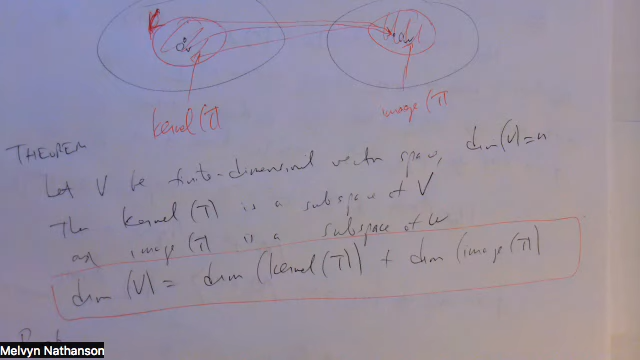 kernel(T)
image(T)
THEOREM
Let V be finite-dimensional vector space, dim(V)=n
Then kernel(T) is a subspace of V
and image(T) is a subspace of W
dim(V) = dim(kernel(T)) + dim(image(T))
Melvyn Nathanson